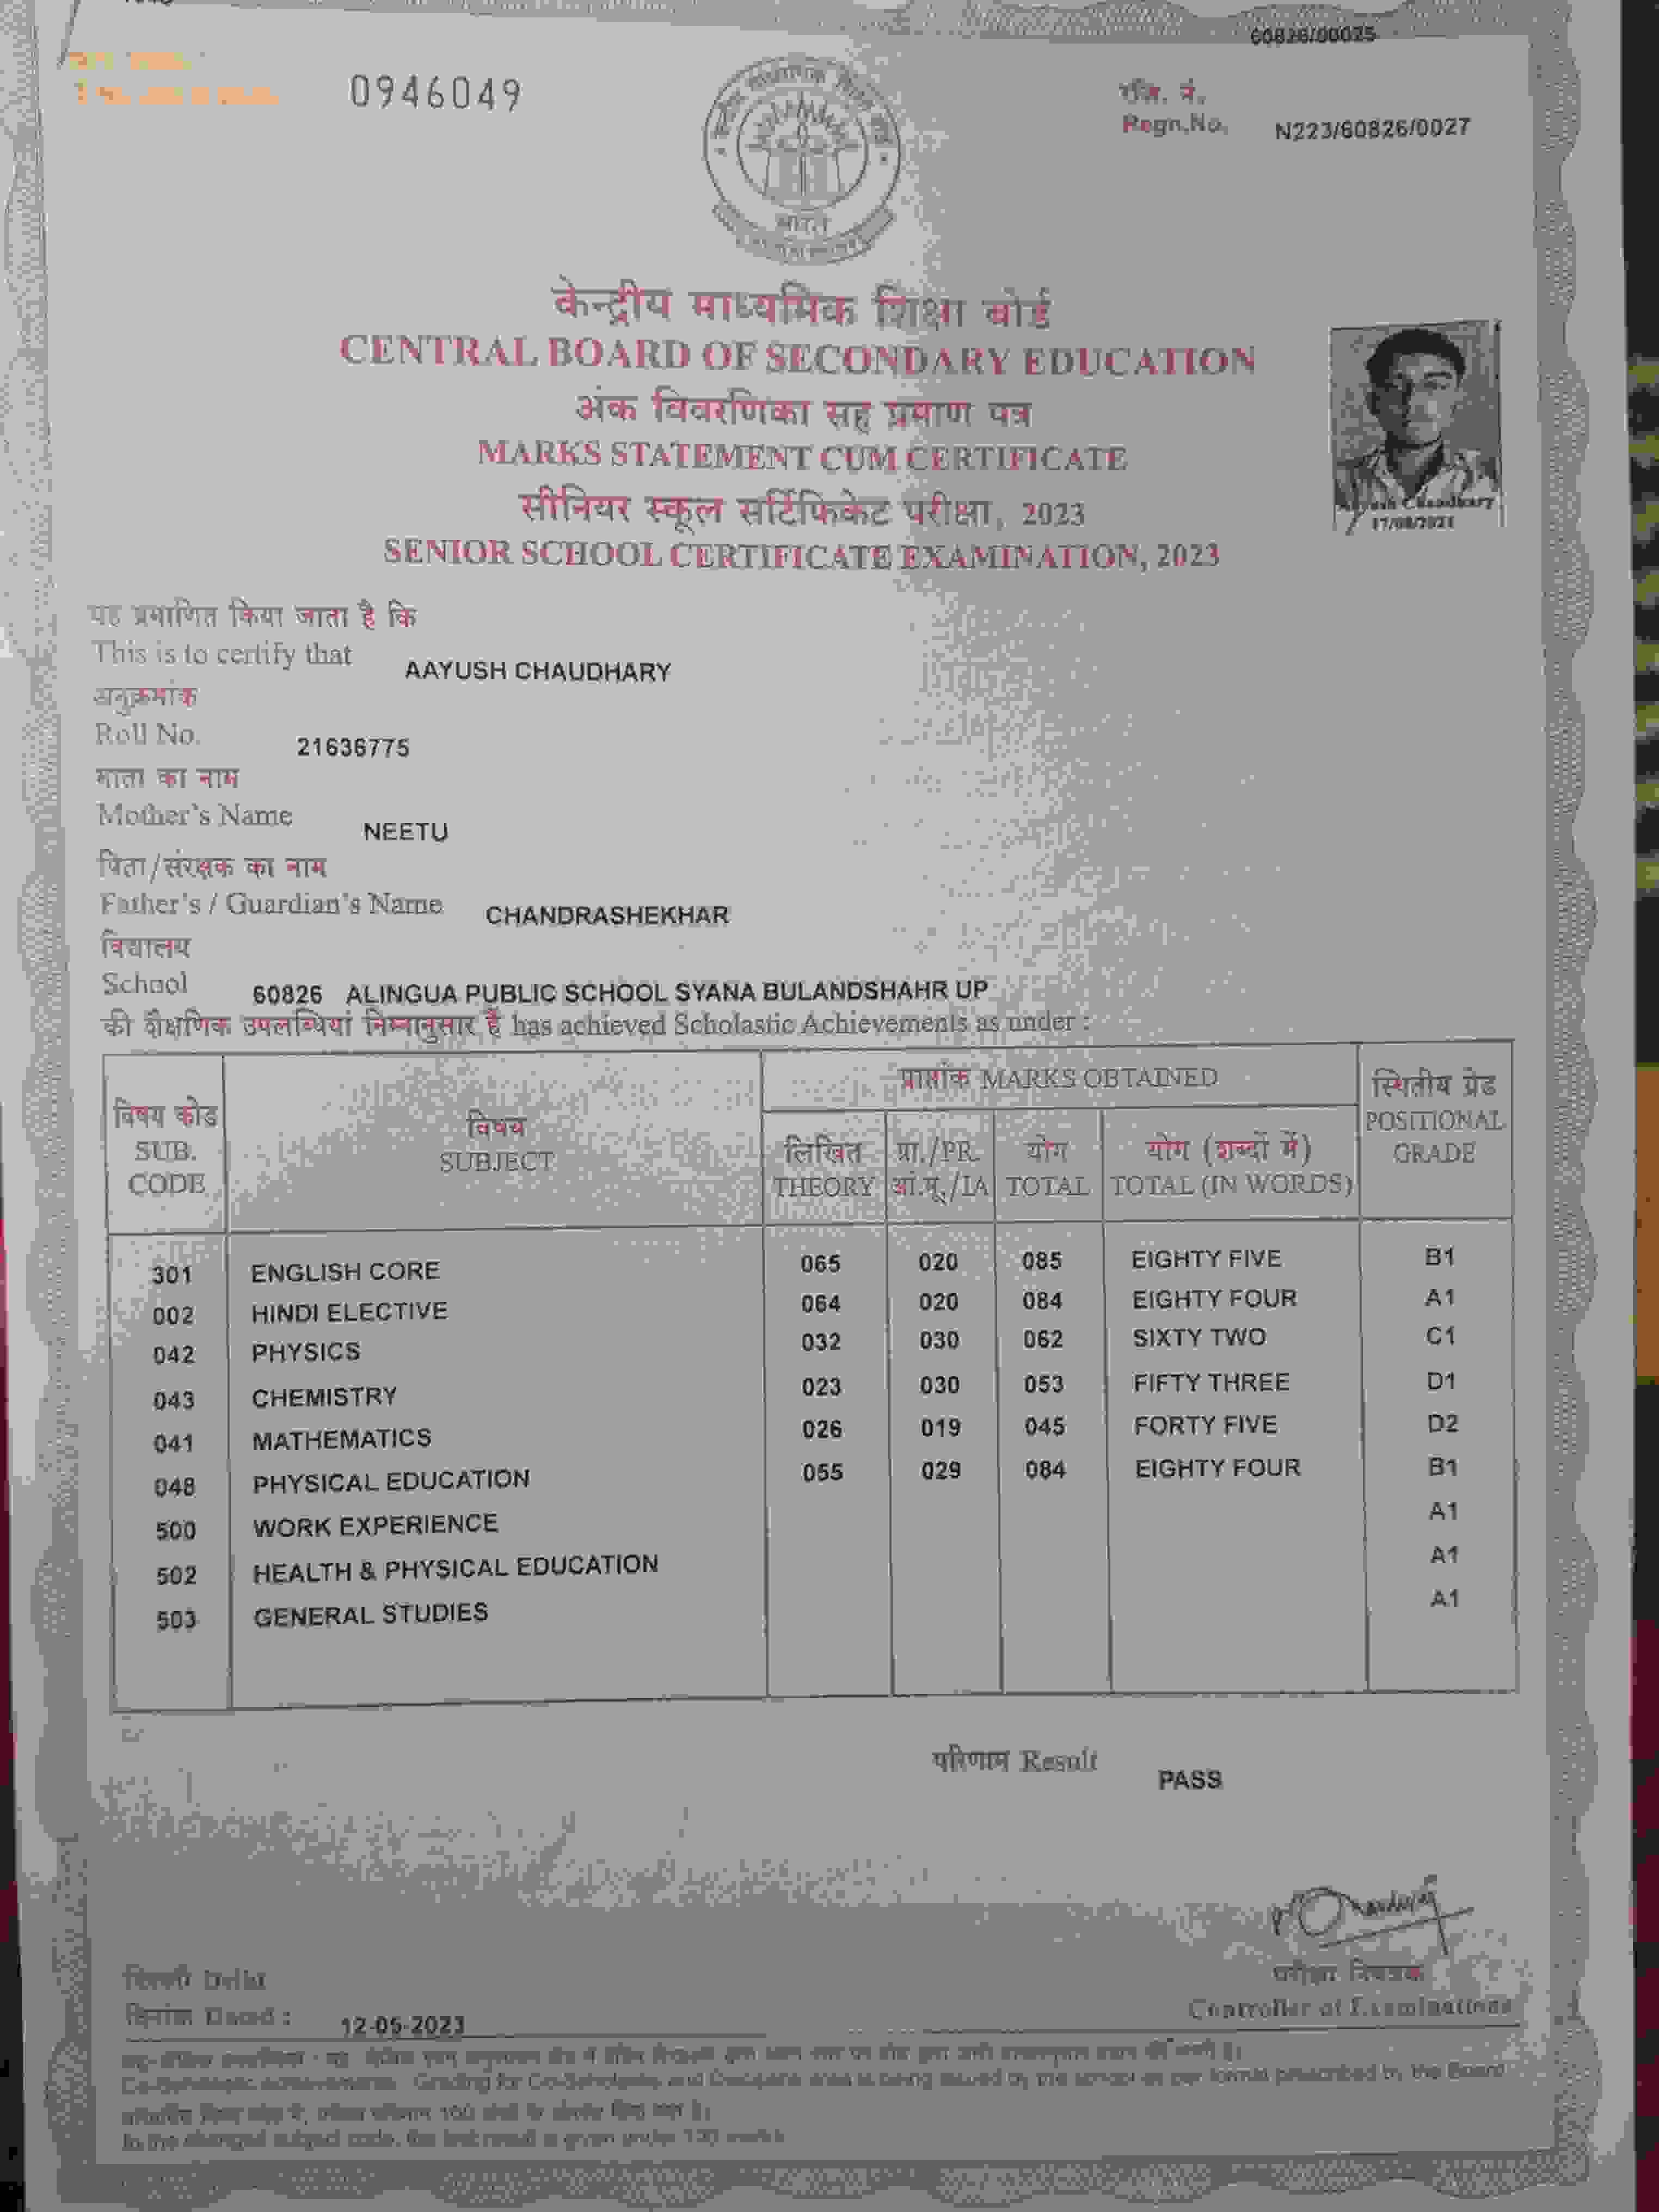 60826/00025
0946049
रजि. नं.
Regn.No. N223/60826/0027
भारत
केन्द्रीय माध्यमिक शिक्षा बोर्ड
CENTRAL BOARD OF SECONDARY EDUCATION
अंक विवरणिका सह प्रमाण पत्र
MARKS STATEMENT CUM CERTIFICATE
सीनियर स्कूल सर्टिफिकेट परीक्षा, 2023
SENIOR SCHOOL CERTIFICATE EXAMINATION, 2023
Aayush Chaudhary
17/08/2021
यह प्रमाणित किया जाता है कि
This is to certify that AAYUSH CHAUDHARY
अनुक्रमांक
Roll No. 21636775
माता का नाम
Mother's Name NEETU
पिता/संरक्षक का नाम
Father's / Guardian's Name CHANDRASHEKHAR
विद्यालय
School 60826 ALINGUA PUBLIC SCHOOL SYANA BULANDSHAHR UP
की शैक्षणिक उपलब्धियां निम्नानुसार हैं has achieved Scholastic Achievements as under :
विषय कोड
SUB.
CODE
विषय
SUBJECT
प्राप्तांक MARKS OBTAINED
लिखित
THEORY
प्रा./PR.
आं.मू./IA
योग
TOTAL
योग (शब्दों में)
TOTAL (IN WORDS)
स्थितीय ग्रेड
POSITIONAL
GRADE
301 ENGLISH CORE 065 020 085 EIGHTY FIVE B1
002 HINDI ELECTIVE 064 020 084 EIGHTY FOUR A1
042 PHYSICS 032 030 062 SIXTY TWO C1
043 CHEMISTRY 023 030 053 FIFTY THREE D1
041 MATHEMATICS 026 019 045 FORTY FIVE D2
048 PHYSICAL EDUCATION 055 029 084 EIGHTY FOUR B1
500 WORK EXPERIENCE A1
502 HEALTH & PHYSICAL EDUCATION A1
503 GENERAL STUDIES A1
परिणाम Result PASS
दिल्ली Delhi
दिनांक Dated : 12-05-2023
परीक्षा नियंत्रक
Controller of Examinations